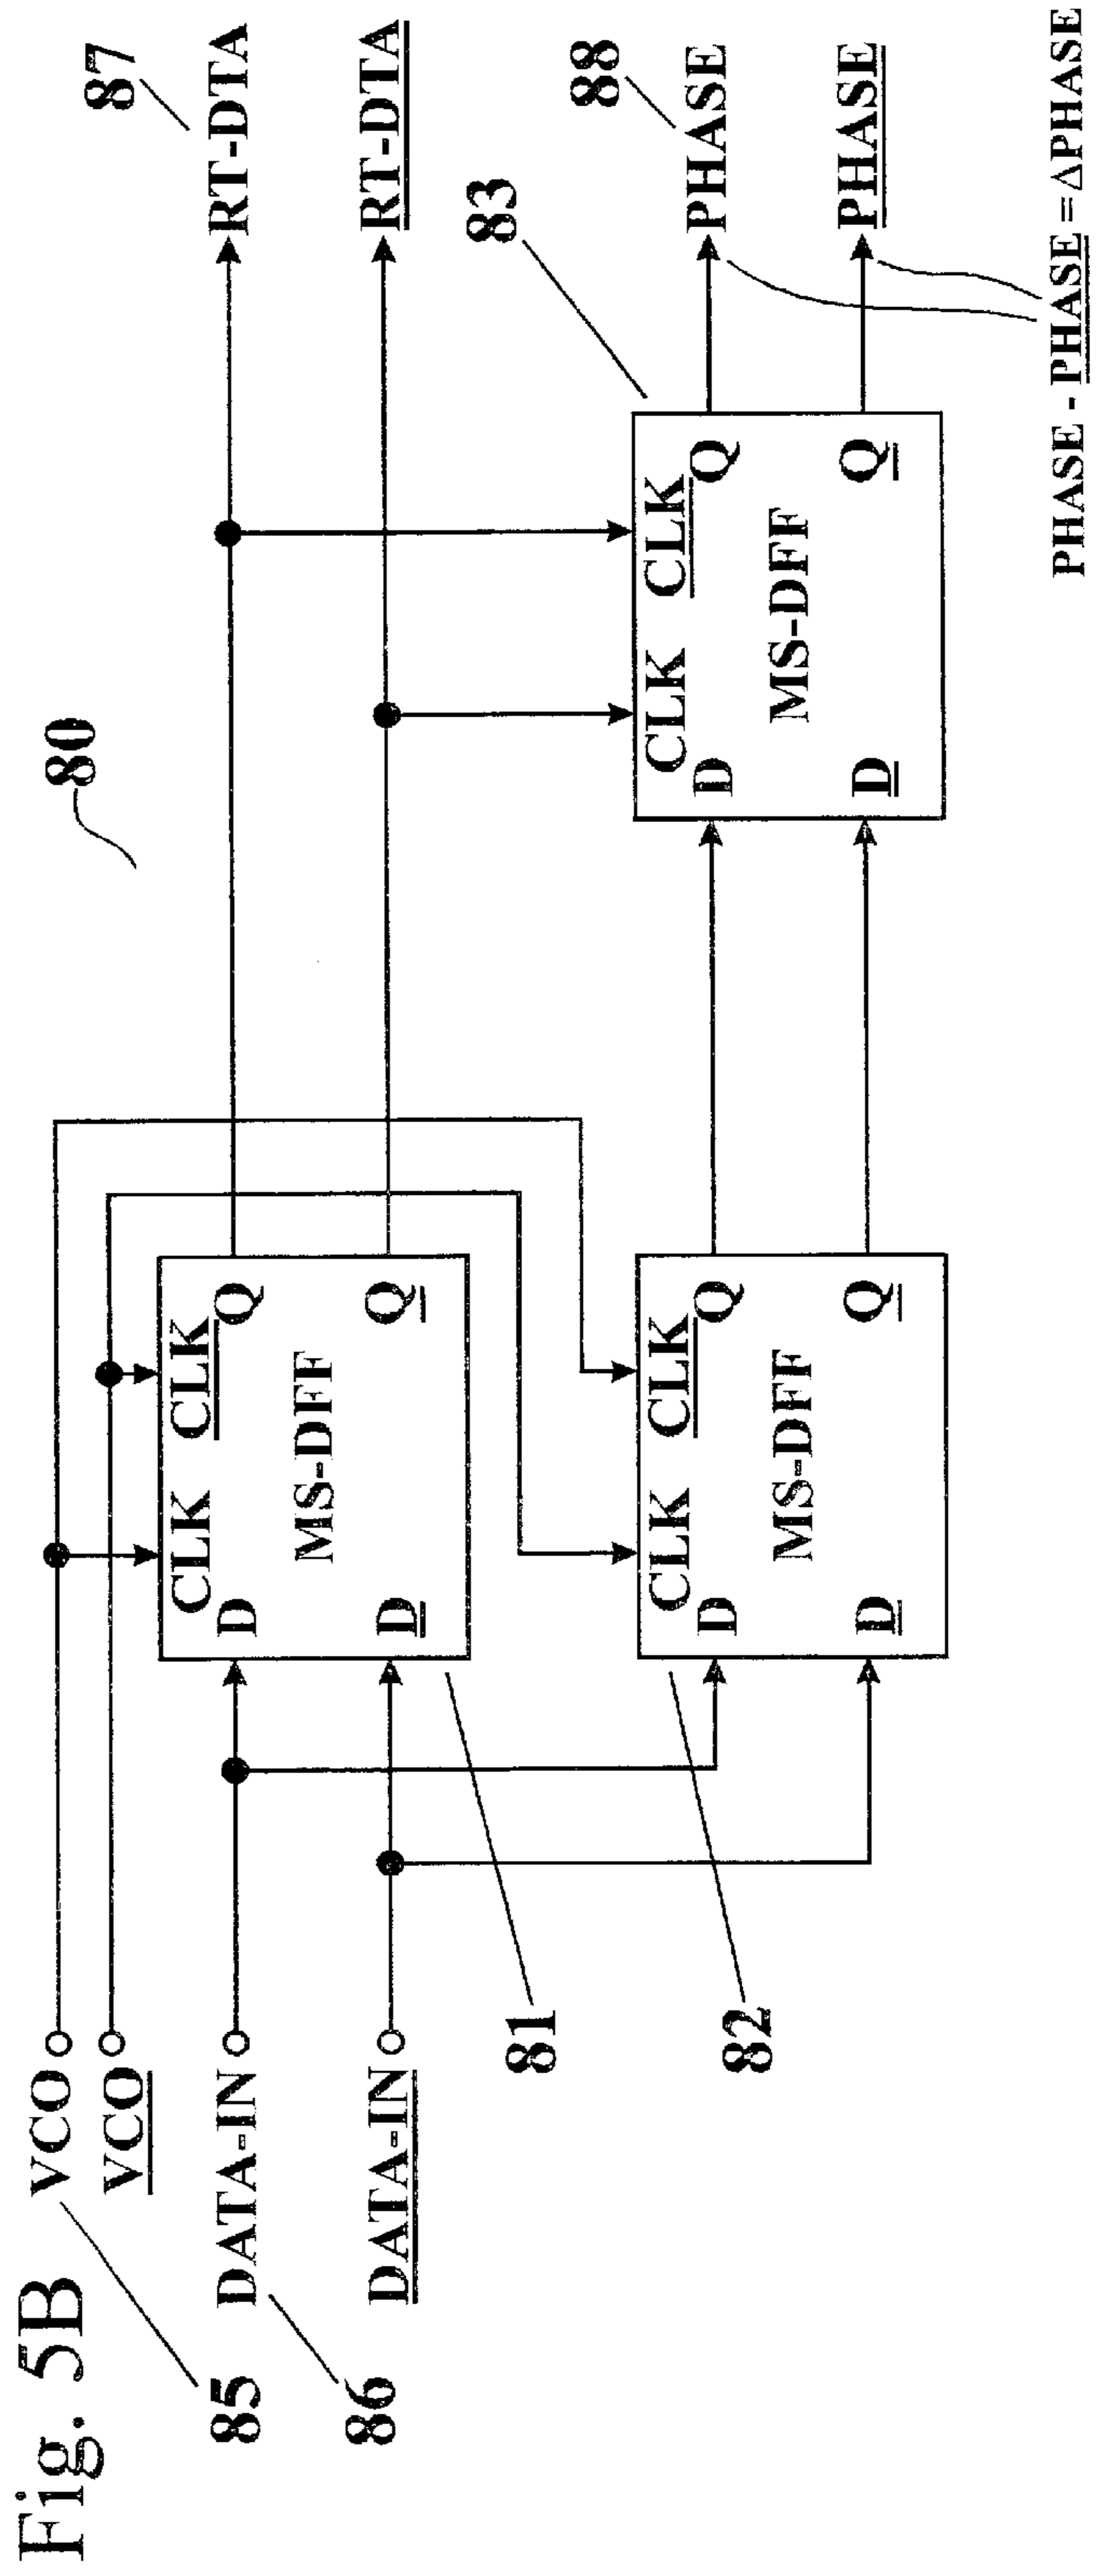 Fig. 5B
80
VCO
VCO
85
DATA-IN
86
DATA-IN
CLK CLK
D Q
MS-DFF
D Q
81
RT-DTA
87
RT-DTA
CLK CLK
D Q
MS-DFF
D Q
82
CLK CLK
D Q
MS-DFF
D Q
83
PHASE
88
PHASE
PHASE - PHASE = ΔPHASE